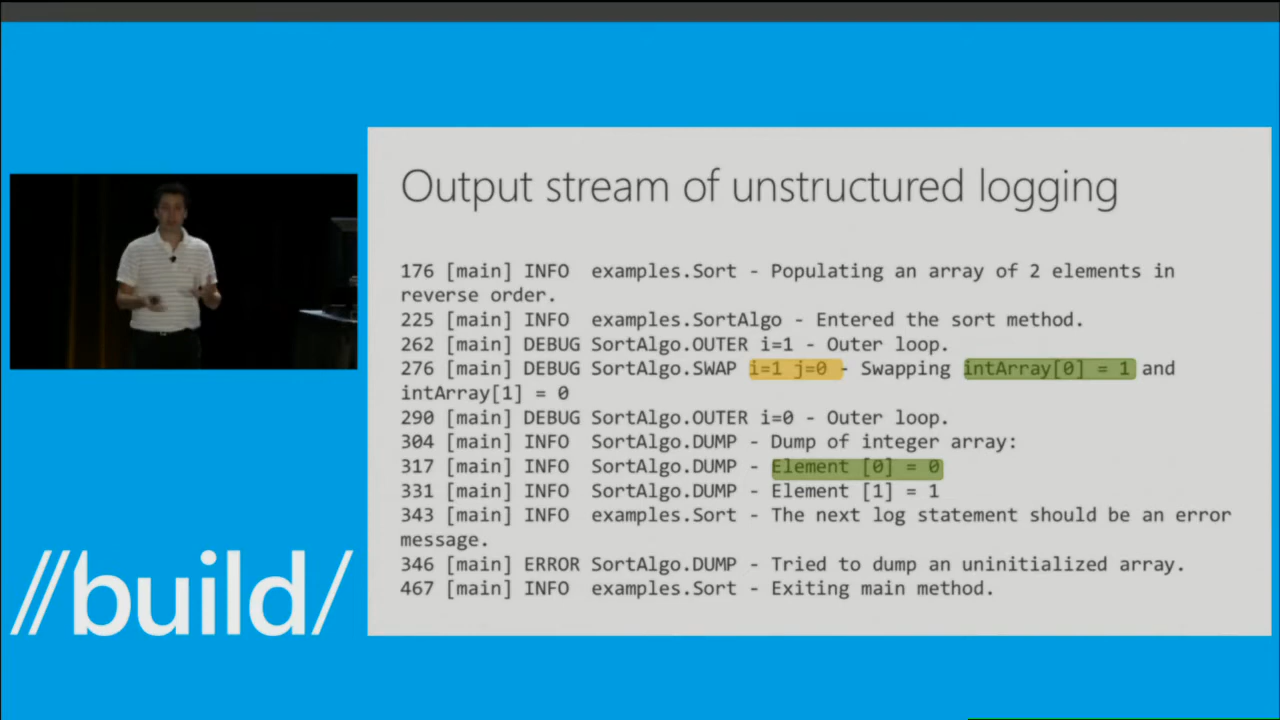 Output stream of unstructured logging
176 [main] INFO  examples.Sort - Populating an array of 2 elements in
reverse order.
225 [main] INFO  examples.SortAlgo - Entered the sort method.
262 [main] DEBUG SortAlgo.OUTER i=1 - Outer loop.
276 [main] DEBUG SortAlgo.SWAP i=1 j=0 - Swapping intArray[0] = 1 and
intArray[1] = 0
290 [main] DEBUG SortAlgo.OUTER i=0 - Outer loop.
304 [main] INFO  SortAlgo.DUMP - Dump of integer array:
317 [main] INFO  SortAlgo.DUMP - Element [0] = 0
331 [main] INFO  SortAlgo.DUMP - Element [1] = 1
343 [main] INFO  examples.Sort - The next log statement should be an error
message.
346 [main] ERROR SortAlgo.DUMP - Tried to dump an uninitialized array.
467 [main] INFO  examples.Sort - Exiting main method.
//build/